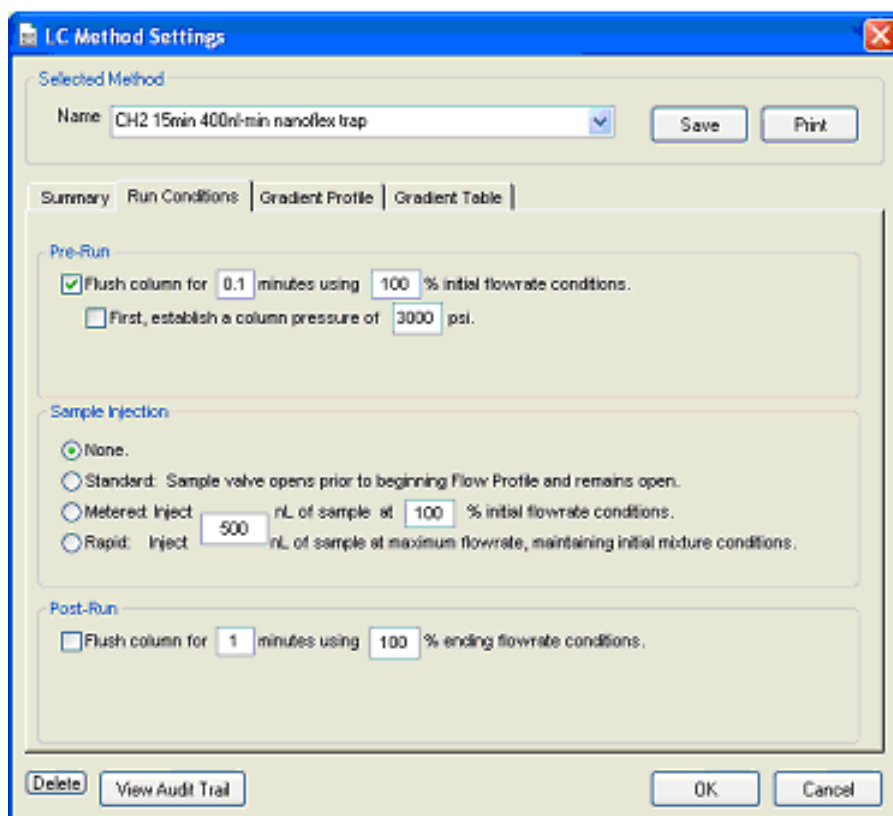 LC Method Settings
Selected Method
Name CH2 15min 400nl-min nanoflex trap Save Print
Summary Run Conditions Gradient Profile Gradient Table
Pre-Run
Flush column for 0.1 minutes using 100 % initial flowrate conditions.
First, establish a column pressure of 3000 psi.
Sample Injection
None.
Standard: Sample valve opens prior to beginning Flow Profile and remains open.
Metered: Inject nL of sample at 100 % initial flowrate conditions.
500
Rapid: Inject nL of sample at maximum flowrate, maintaining initial mixture conditions.
Post-Run
Flush column for 1 minutes using 100 % ending flowrate conditions.
Delete View Audit Trail OK Cancel